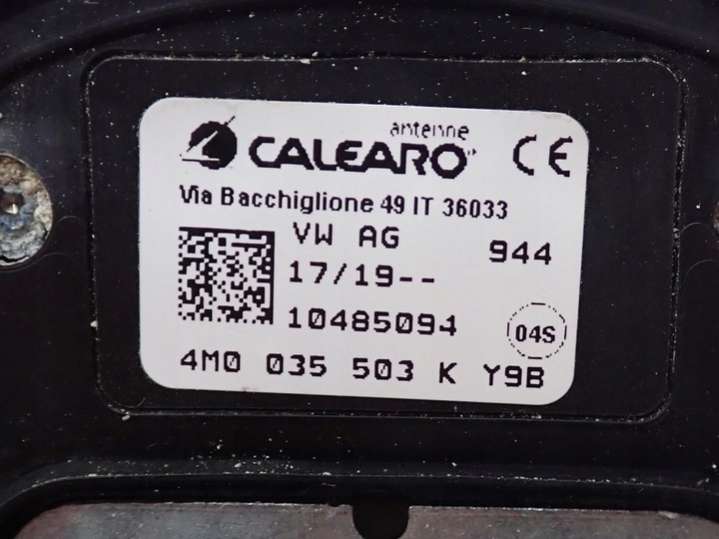 antenne
CALEARO
CE
Via Bacchiglione 49 IT 36033
VW AG 944
17/19--
10485094 04S
4M0 035 503 K Y9B